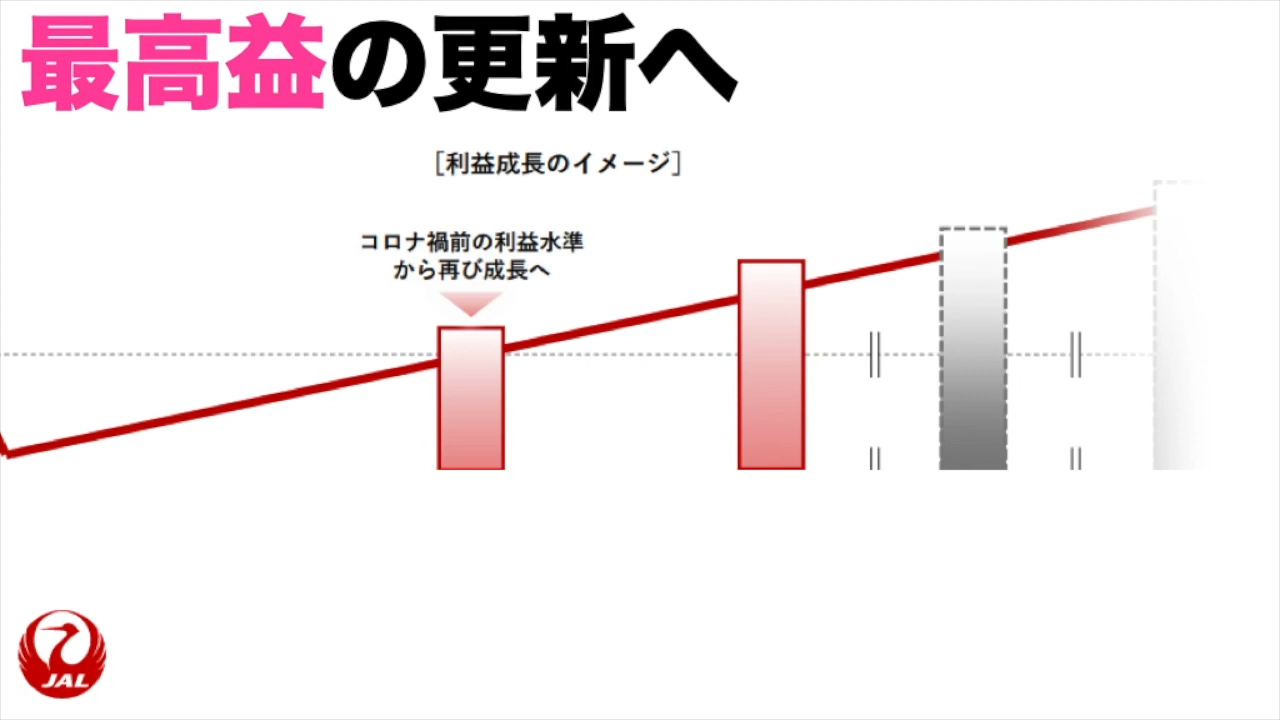 最高益の更新へ
［利益成長のイメージ］
コロナ禍前の利益水準
から再び成長へ
JAL